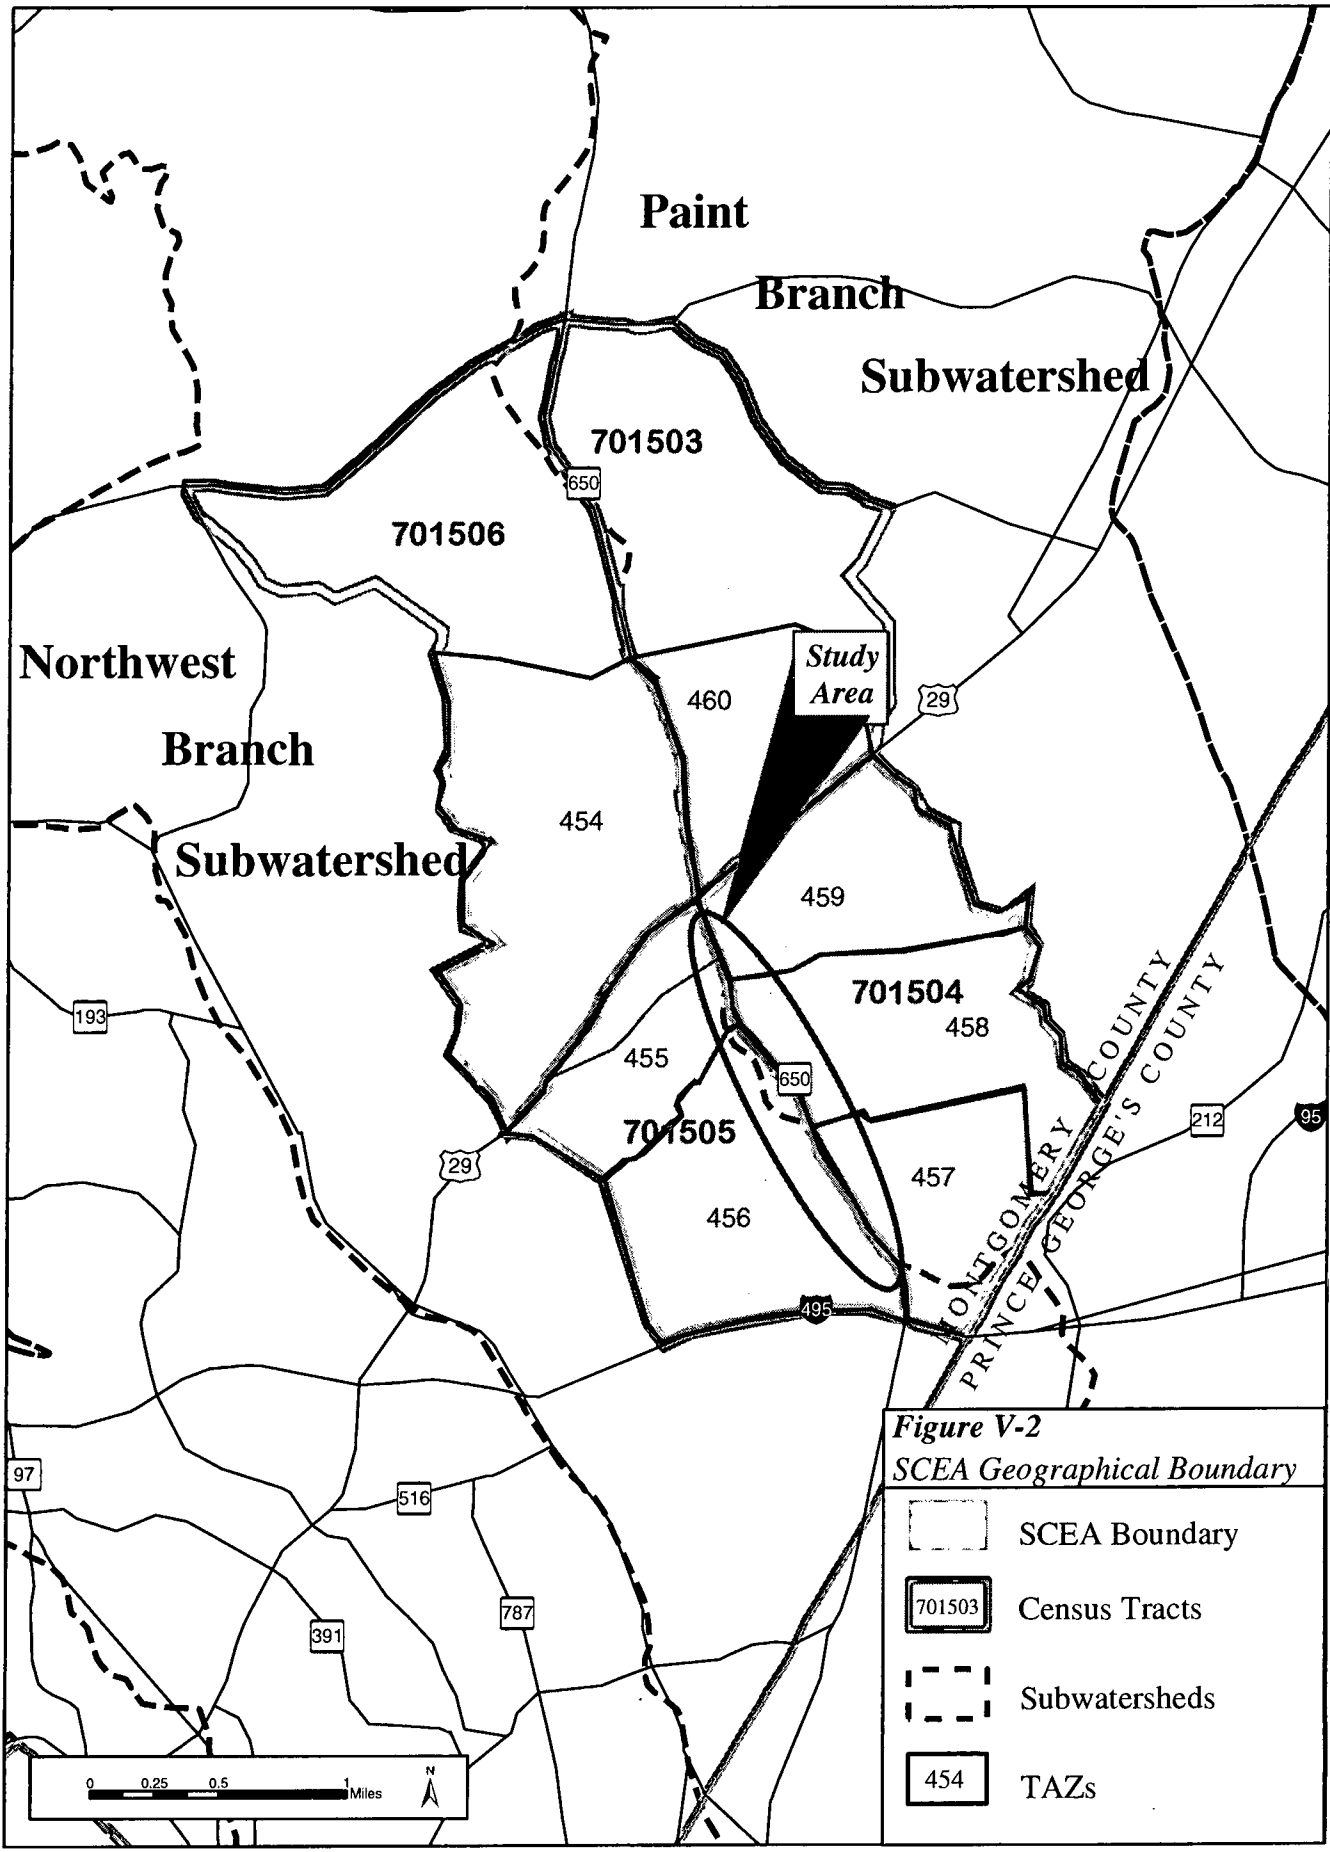 Paint
Branch
Subwatershed
701503
650
701506
Northwest
Study
Area
460
29
Branch
454
Subwatershed
459
701504
458
193
455
650
701505
29
457
456
212
95
495
MONTGOMERY COUNTY
PRINCE GEORGE'S COUNTY
97
516
787
391
Figure V-2
SCEA Geographical Boundary
SCEA Boundary
701503
Census Tracts
Subwatersheds
454
TAZs
0 0.25 0.5 1
Miles
N